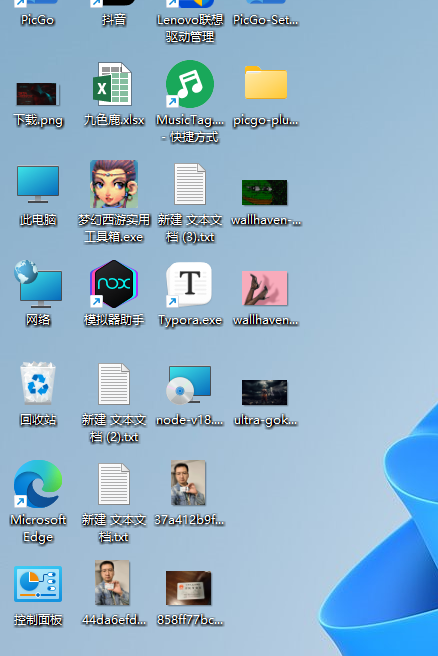 PicGo
抖音
Lenovo联想
驱动管理
PicGo-Set...
下载.png
九色鹿.xlsx
MusicTag....
- 快捷方式
picgo-plu...
此电脑
梦幻西游实用
工具箱.exe
新建 文本文
档 (3).txt
wallhaven-...
网络
模拟器助手
Typora.exe
wallhaven...
回收站
新建 文本文
档 (2).txt
node-v18....
ultra-gok...
Microsoft
Edge
新建 文本文
档.txt
37a412b9f...
控制面板
44da6efd...
858ff77bc...